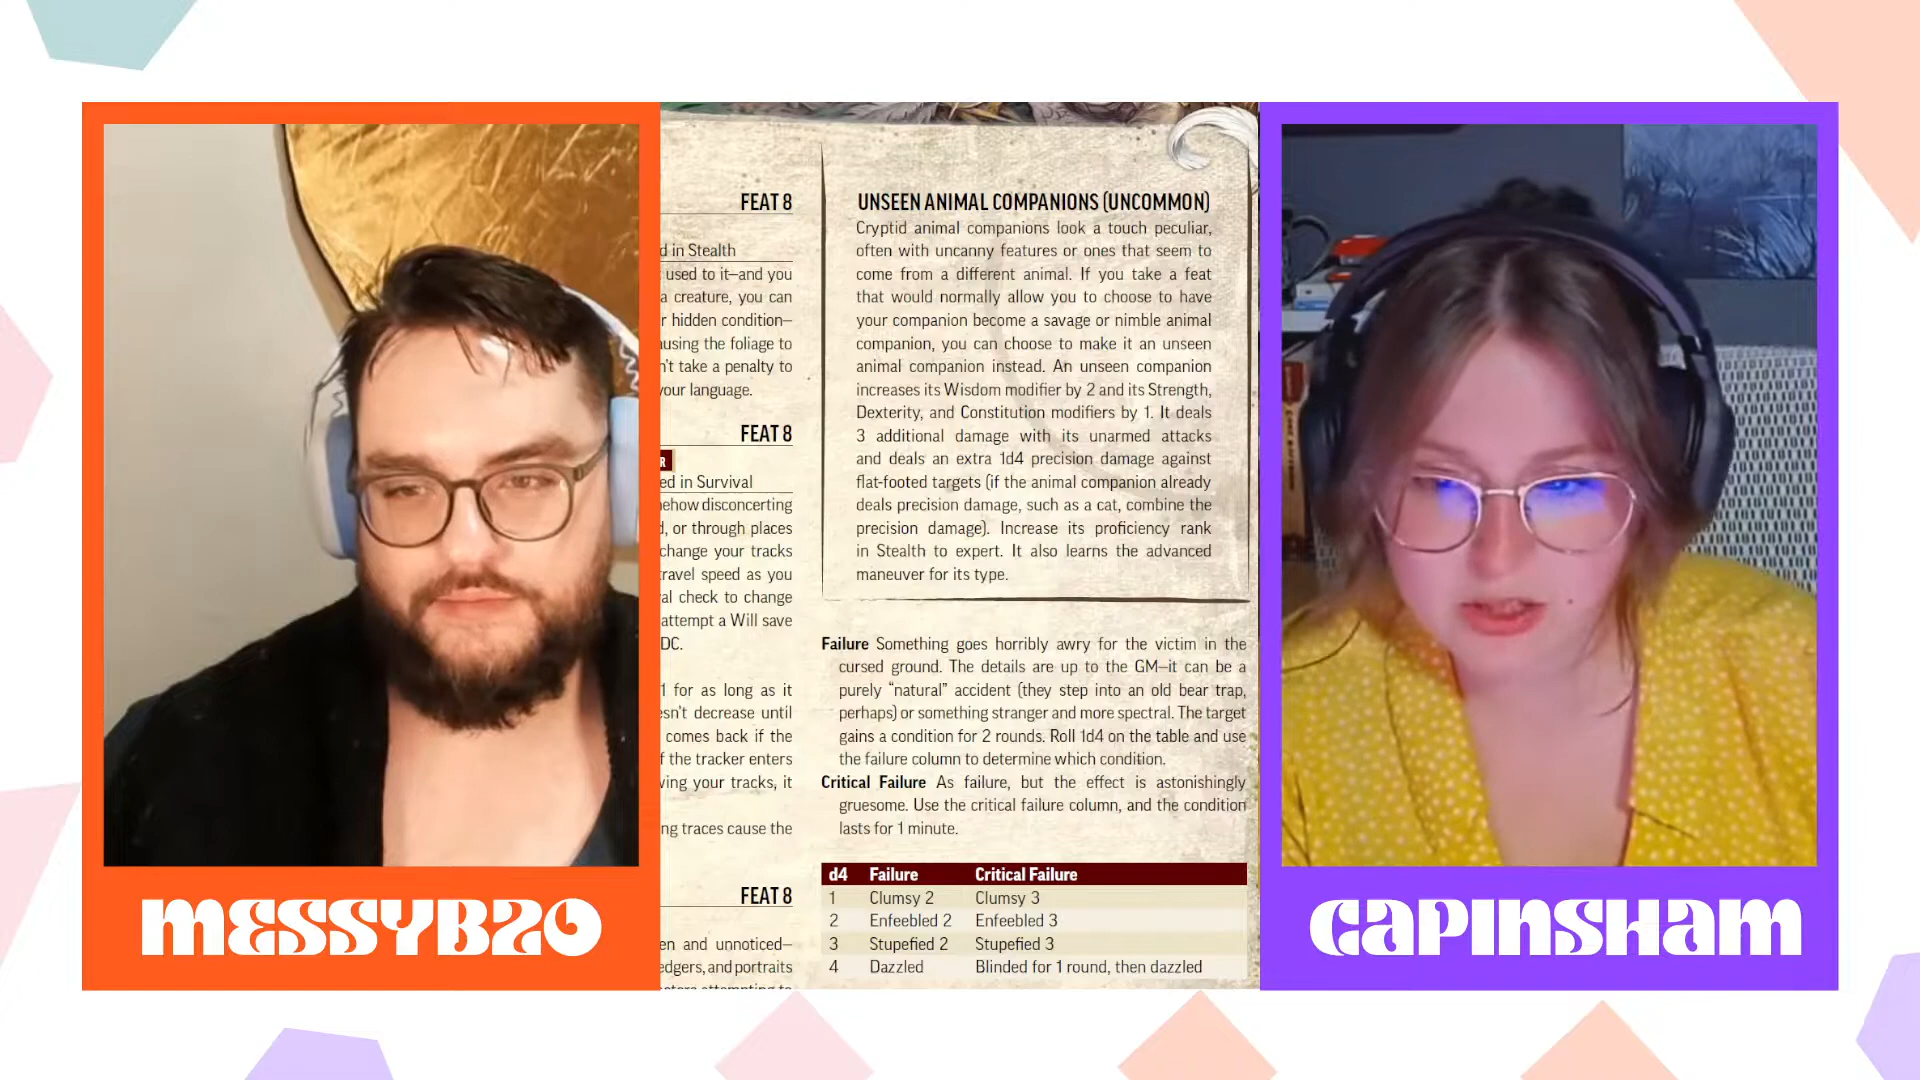 FEAT 8
d in Stealth
used to it—and you
a creature, you can
r hidden condition—
using the foliage to
n't take a penalty to
your language.
FEAT 8
R
ed in Survival
ehow disconcerting
d, or through places
change your tracks
travel speed as you
al check to change
attempt a Will save
DC.
1 for as long as it
esn't decrease until
comes back if the
f the tracker enters
ving your tracks, it
ng traces cause the
FEAT 8
en and unnoticed—
edgers, and portraits
UNSEEN ANIMAL COMPANIONS (UNCOMMON)
Cryptid animal companions look a touch peculiar,
often with uncanny features or ones that seem to
come from a different animal. If you take a feat
that would normally allow you to choose to have
your companion become a savage or nimble animal
companion, you can choose to make it an unseen
animal companion instead. An unseen companion
increases its Wisdom modifier by 2 and its Strength,
Dexterity, and Constitution modifiers by 1. It deals
3 additional damage with its unarmed attacks
and deals an extra 1d4 precision damage against
flat-footed targets (if the animal companion already
deals precision damage, such as a cat, combine the
precision damage). Increase its proficiency rank
in Stealth to expert. It also learns the advanced
maneuver for its type.
Failure Something goes horribly awry for the victim in the
cursed ground. The details are up to the GM—it can be a
purely "natural" accident (they step into an old bear trap,
perhaps) or something stranger and more spectral. The target
gains a condition for 2 rounds. Roll 1d4 on the table and use
the failure column to determine which condition.
Critical Failure As failure, but the effect is astonishingly
gruesome. Use the critical failure column, and the condition
lasts for 1 minute.
d4 Failure Critical Failure
1 Clumsy 2 Clumsy 3
2 Enfeebled 2 Enfeebled 3
3 Stupefied 2 Stupefied 3
4 Dazzled Blinded for 1 round, then dazzled
MESSYB20
CAPINSHAM